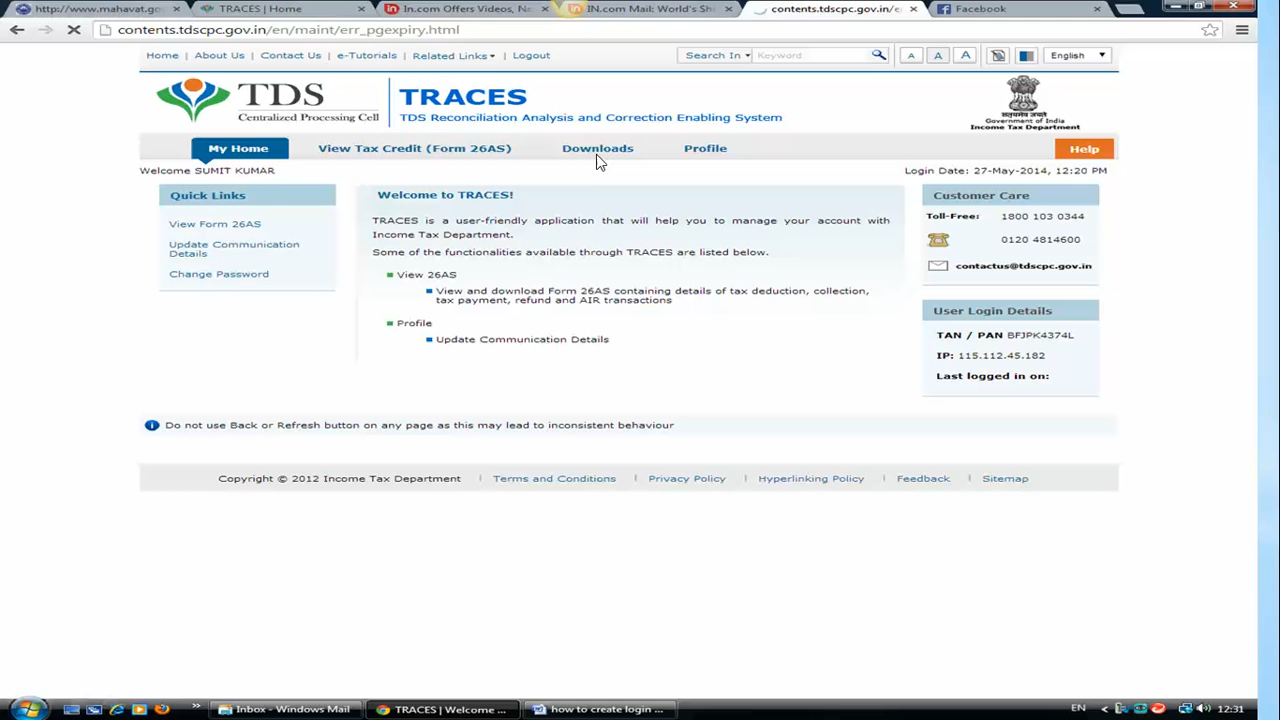 http://www.mahavat.go
TRACES | Home
In.com Offers Videos, Ne
IN.com Mail: World's Sh
contents.tdscpc.gov.in/e
Facebook
contents.tdscpc.gov.in/en/maint/err_pgexpiry.html
Home
About Us
Contact Us
e-Tutorials
Related Links
Logout
Search In
Keyword
A
A
A
English
TDS
Centralized Processing Cell
TRACES
TDS Reconciliation Analysis and Correction Enabling System
सत्यमेव जयते
Government of India
Income Tax Department
My Home
View Tax Credit (Form 26AS)
Downloads
Profile
Help
Welcome SUMIT KUMAR
Login Date: 27-May-2014, 12:20 PM
Quick Links
View Form 26AS
Update Communication
Details
Change Password
Welcome to TRACES!
TRACES is a user-friendly application that will help you to manage your account with
Income Tax Department.
Some of the functionalities available through TRACES are listed below.
View 26AS
View and download Form 26AS containing details of tax deduction, collection,
tax payment, refund and AIR transactions
Profile
Update Communication Details
Customer Care
Toll-Free: 1800 103 0344
0120 4814600
contactus@tdscpc.gov.in
User Login Details
TAN / PAN BFJPK4374L
IP: 115.112.45.182
Last logged in on:
Do not use Back or Refresh button on any page as this may lead to inconsistent behaviour
Copyright © 2012 Income Tax Department
Terms and Conditions
Privacy Policy
Hyperlinking Policy
Feedback
Sitemap
Inbox - Windows Mail
TRACES | Welcome ...
how to create login ...
EN
12:31